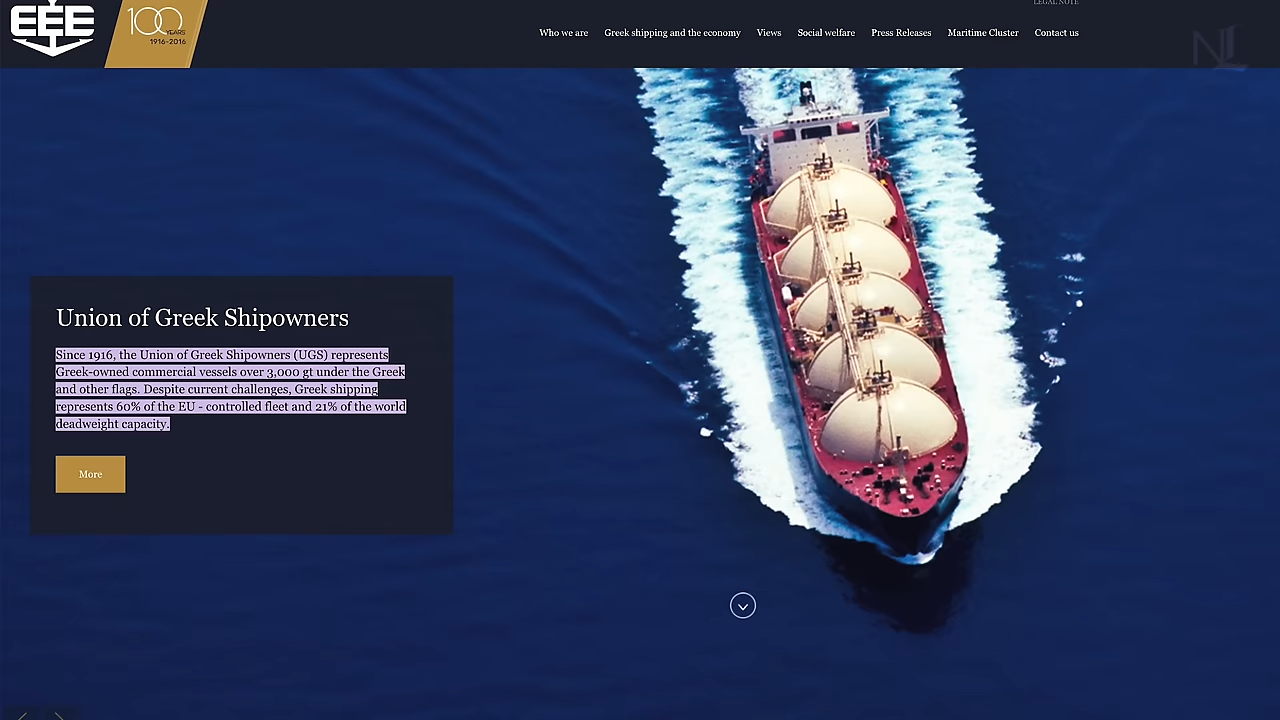 LEGAL NOTE
ΕΕΕ
100 YEARS
1916-2016
Who we are
Greek shipping and the economy
Views
Social welfare
Press Releases
Maritime Cluster
Contact us
NL
Union of Greek Shipowners
Since 1916, the Union of Greek Shipowners (UGS) represents
Greek-owned commercial vessels over 3,000 gt under the Greek
and other flags. Despite current challenges, Greek shipping
represents 60% of the EU - controlled fleet and 21% of the world
deadweight capacity.
More